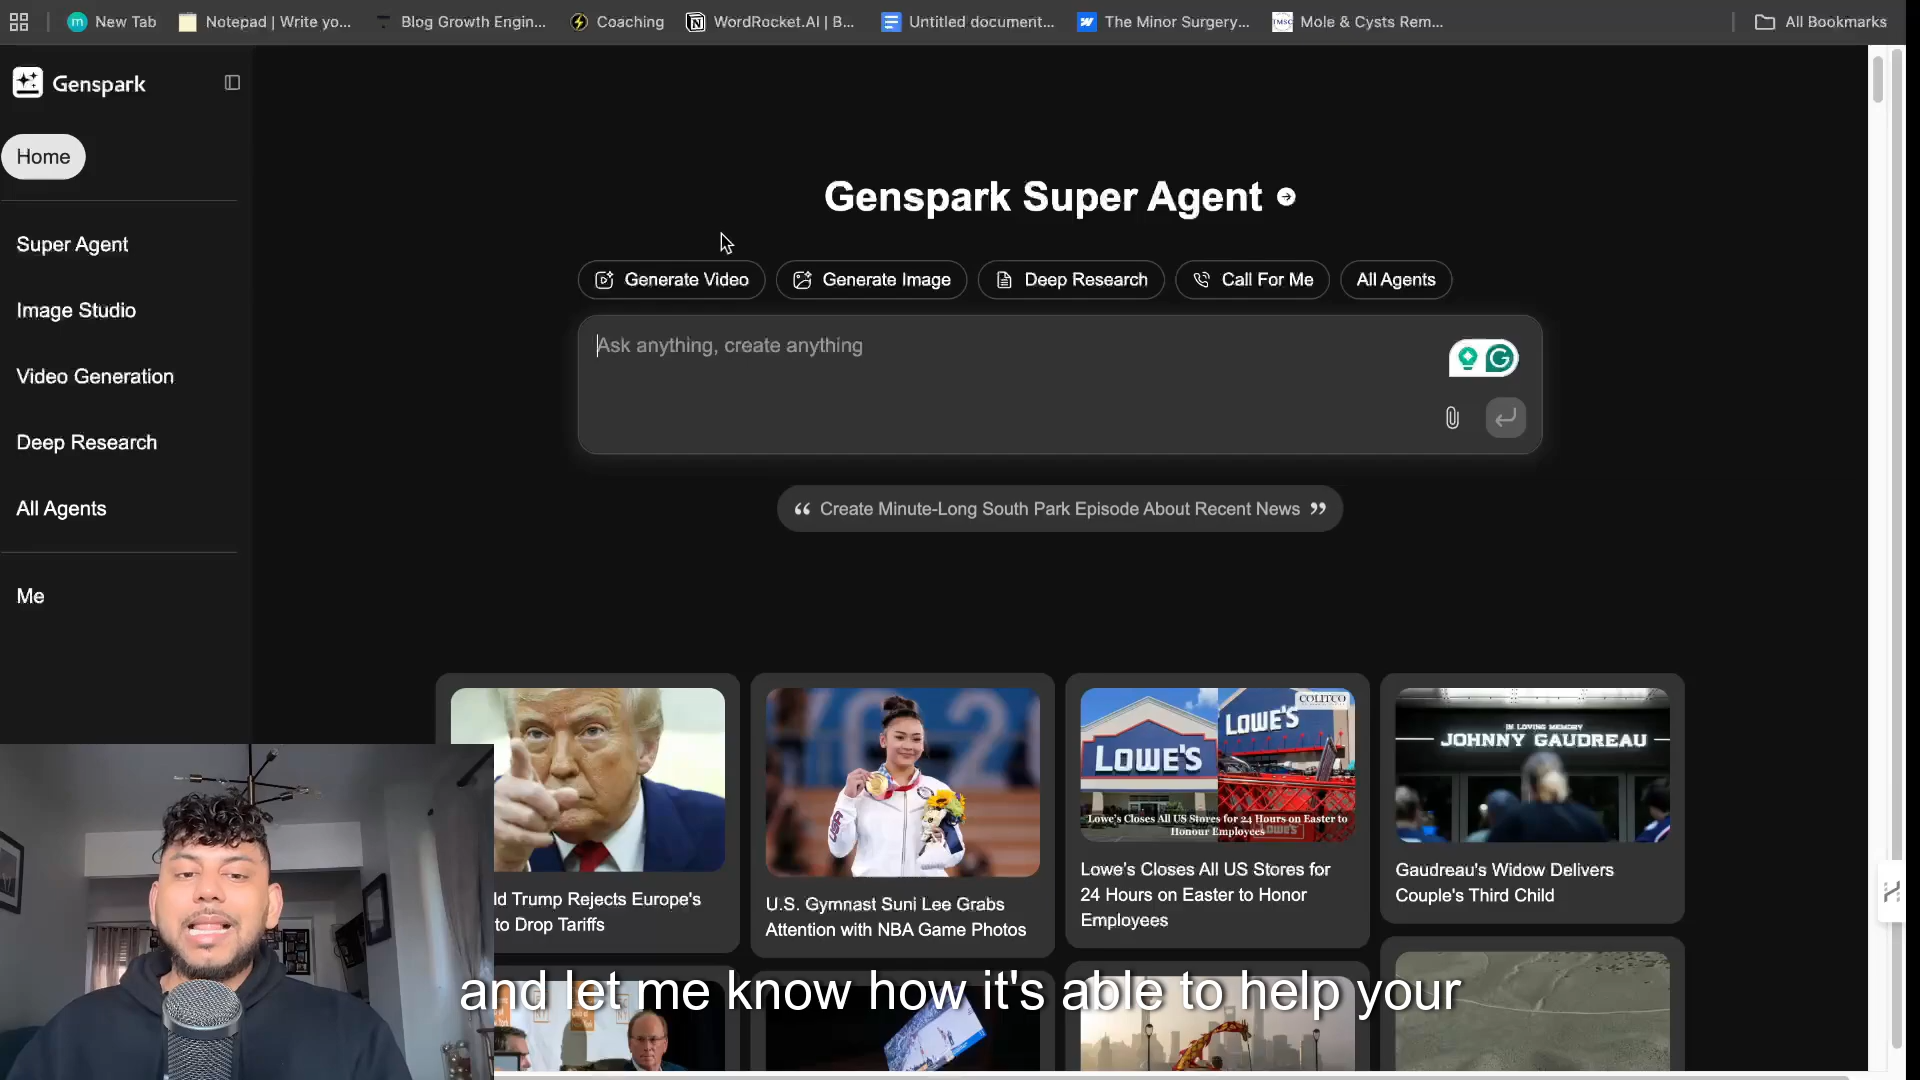 New Tab
Notepad | Write yo...
Blog Growth Engin...
Coaching
WordRocket.AI | B...
Untitled document...
The Minor Surgery...
Mole & Cysts Rem...
All Bookmarks
Genspark
Home
Super Agent
Image Studio
Video Generation
Deep Research
All Agents
Me
Genspark Super Agent
Generate Video
Generate Image
Deep Research
Call For Me
All Agents
Ask anything, create anything
“ Create Minute-Long South Park Episode About Recent News ”
ld Trump Rejects Europe's
to Drop Tariffs
U.S. Gymnast Suni Lee Grabs
Attention with NBA Game Photos
COLITCO
LOWE'S
LOWE'S
Lowe's Closes All US Stores for 24 Hours on Easter to
Honour Employees
Lowe's Closes All US Stores for
24 Hours on Easter to Honor
Employees
IN LOVING MEMORY
JOHNNY GAUDREAU
Gaudreau's Widow Delivers
Couple's Third Child
and let me know how it's able to help your